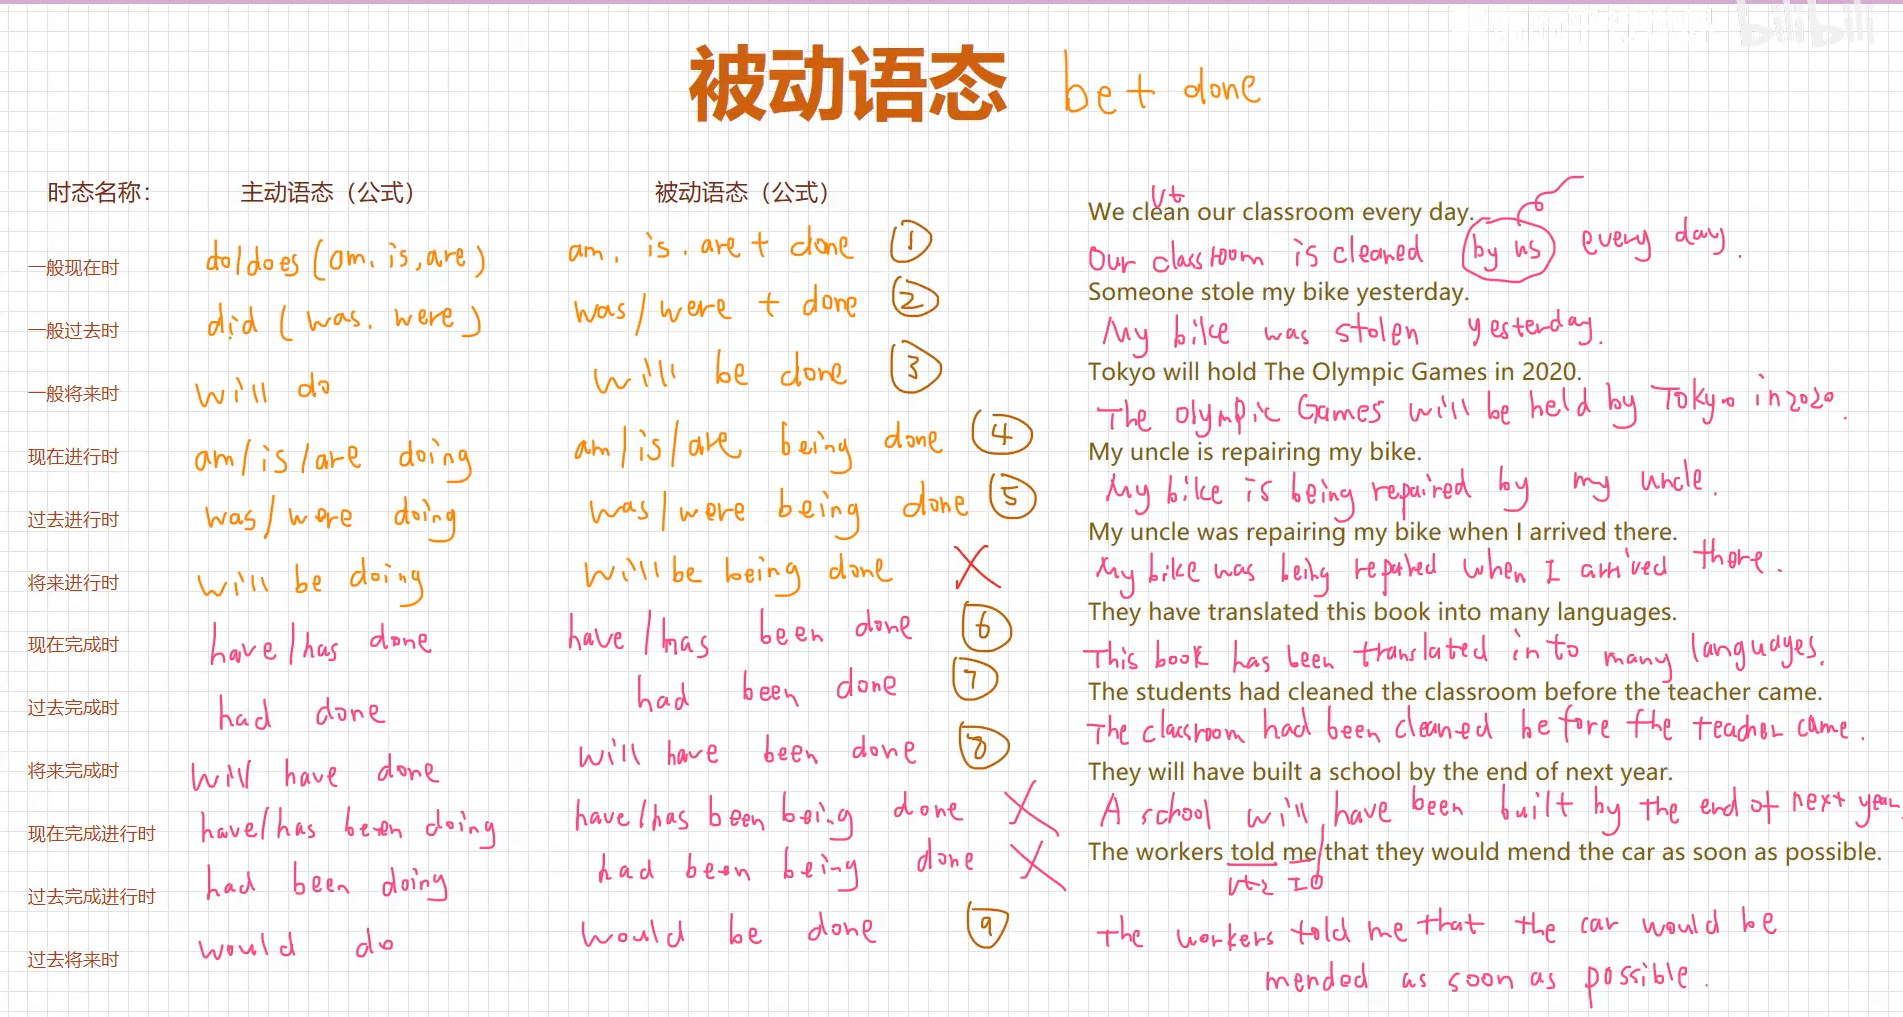 bilibili
被动语态 be + done
时态名称： 主动语态（公式） 被动语态（公式）
一般现在时 do/does (am, is, are) am. is. are + done ①
一般过去时 did (was. were) was/were + done ②
一般将来时 will do will be done ③
现在进行时 am/is/are doing am/is/are being done ④
过去进行时 was/were doing was/were being done ⑤
将来进行时 will be doing will be being done X
现在完成时 have/has done have/has been done ⑥
过去完成时 had done had been done ⑦
将来完成时 will have done will have been done ⑧
现在完成进行时 have/has been doing have/has been being done X
过去完成进行时 had been doing had been being done X
过去将来时 would do would be done ⑨
vt
We clean our classroom every day.
Our classroom is cleaned by us every day.
Someone stole my bike yesterday.
My bike was stolen yesterday.
Tokyo will hold The Olympic Games in 2020.
The Olympic Games will be held by Tokyo in 2020.
My uncle is repairing my bike.
My bike is being repaired by my uncle.
My uncle was repairing my bike when I arrived there.
My bike was being repaired when I arrived there.
They have translated this book into many languages.
This book has been translated into many languages.
The students had cleaned the classroom before the teacher came.
The classroom had been cleaned before the teacher came.
They will have built a school by the end of next year.
A school will have been built by the end of next year.
The workers told me that they would mend the car as soon as possible.
vt2 IO
The workers told me that the car would be
mended as soon as possible.